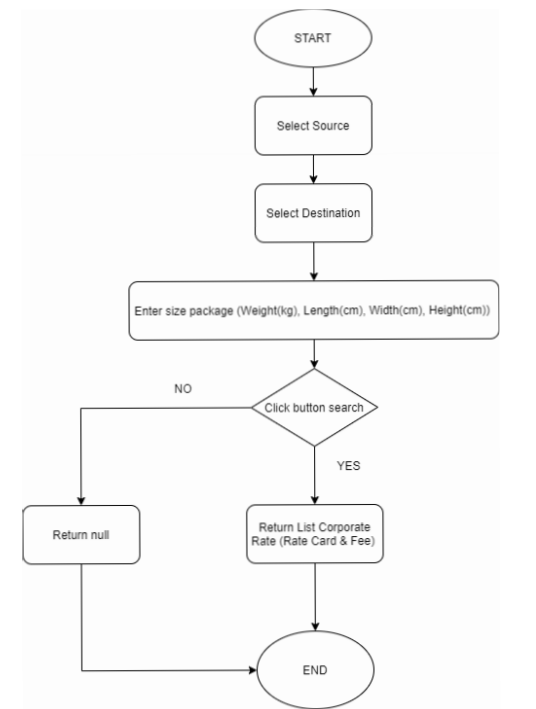 START
Select Source
Select Destination
Enter size package (Weight(kg), Length(cm), Width(cm), Height(cm))
Click button search
NO
YES
Return null
Return List Corporate
Rate (Rate Card & Fee)
END